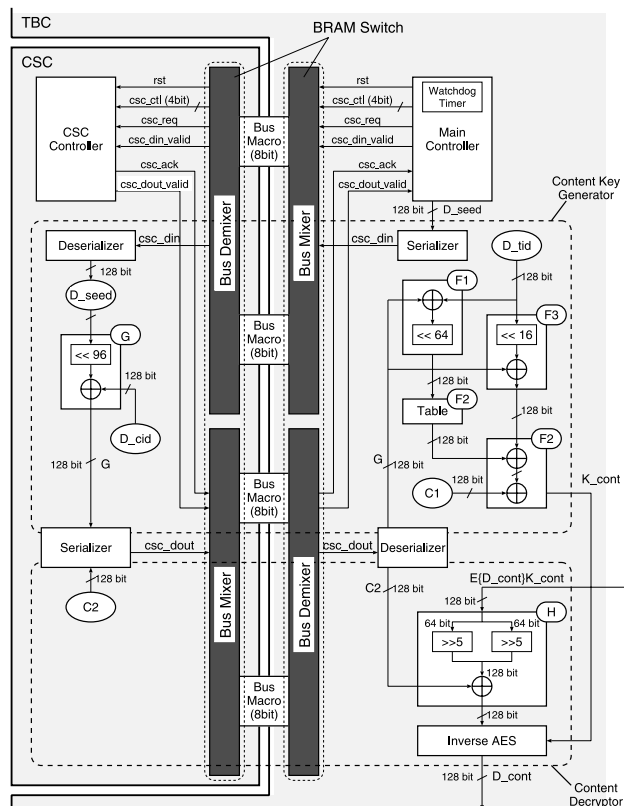 TBC
BRAM Switch
CSC
CSC
Controller
rst
csc_ctl (4bit)
csc_req
csc_din_valid
csc_ack
csc_dout_valid
Bus
Macro
(8bit)
rst
csc_ctl (4bit)
csc_req
csc_din_valid
csc_ack
csc_dout_valid
Watchdog
Timer
Main
Controller
128 bit
D_seed
Content Key
Generator
Deserializer
csc_din
Bus Demixer
Bus Mixer
csc_din
Serializer
D_tid
128 bit
128 bit
D_seed
G
<< 96
128 bit
D_cid
128 bit
G
Bus
Macro
(8bit)
F1
<< 64
F3
<< 16
128 bit
Table
F2
128 bit
128 bit
F2
G
128 bit
128 bit
C1
K_cont
Bus
Macro
(8bit)
Serializer
csc_dout
csc_dout
Deserializer
128 bit
C2
Bus Mixer
Bus Demixer
C2
128 bit
E{D_cont}K_cont
128 bit
H
64 bit
64 bit
>>5
>>5
128 bit
Bus
Macro
(8bit)
128 bit
Inverse AES
128 bit
D_cont
Content
Decryptor